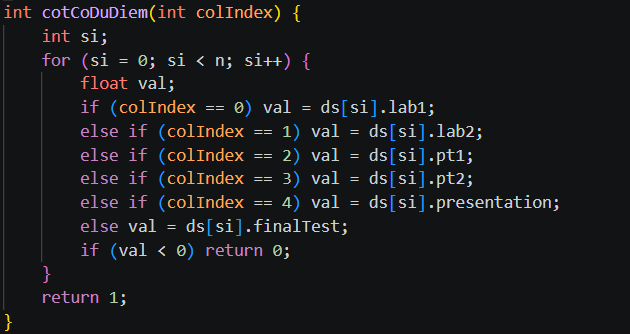 int cotCoDuDiem(int colIndex) {
    int si;
    for (si = 0; si < n; si++) {
        float val;
        if (colIndex == 0) val = ds[si].lab1;
        else if (colIndex == 1) val = ds[si].lab2;
        else if (colIndex == 2) val = ds[si].pt1;
        else if (colIndex == 3) val = ds[si].pt2;
        else if (colIndex == 4) val = ds[si].presentation;
        else val = ds[si].finalTest;
        if (val < 0) return 0;
    }
    return 1;
}